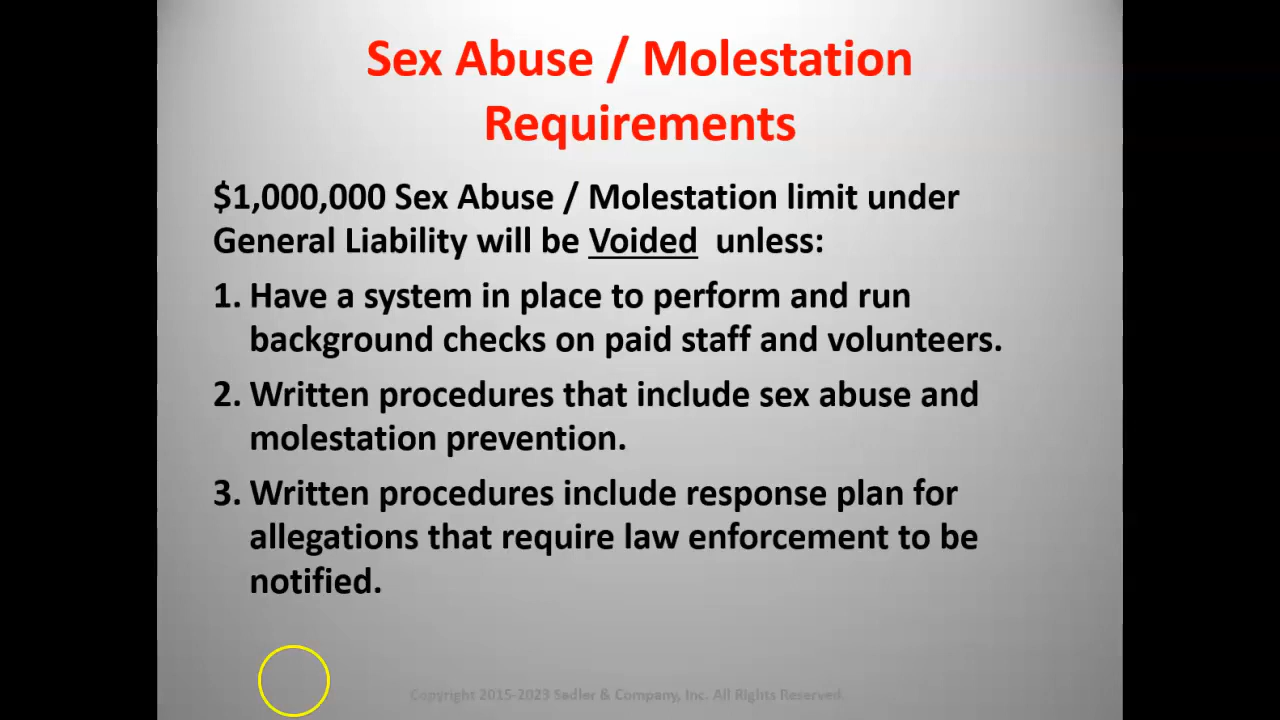 Sex Abuse / Molestation
Requirements
$1,000,000 Sex Abuse / Molestation limit under
General Liability will be Voided unless:
1. Have a system in place to perform and run
background checks on paid staff and volunteers.
2. Written procedures that include sex abuse and
molestation prevention.
3. Written procedures include response plan for
allegations that require law enforcement to be
notified.
Copyright 2015-2023 Sadler & Company, Inc. All Rights Reserved.